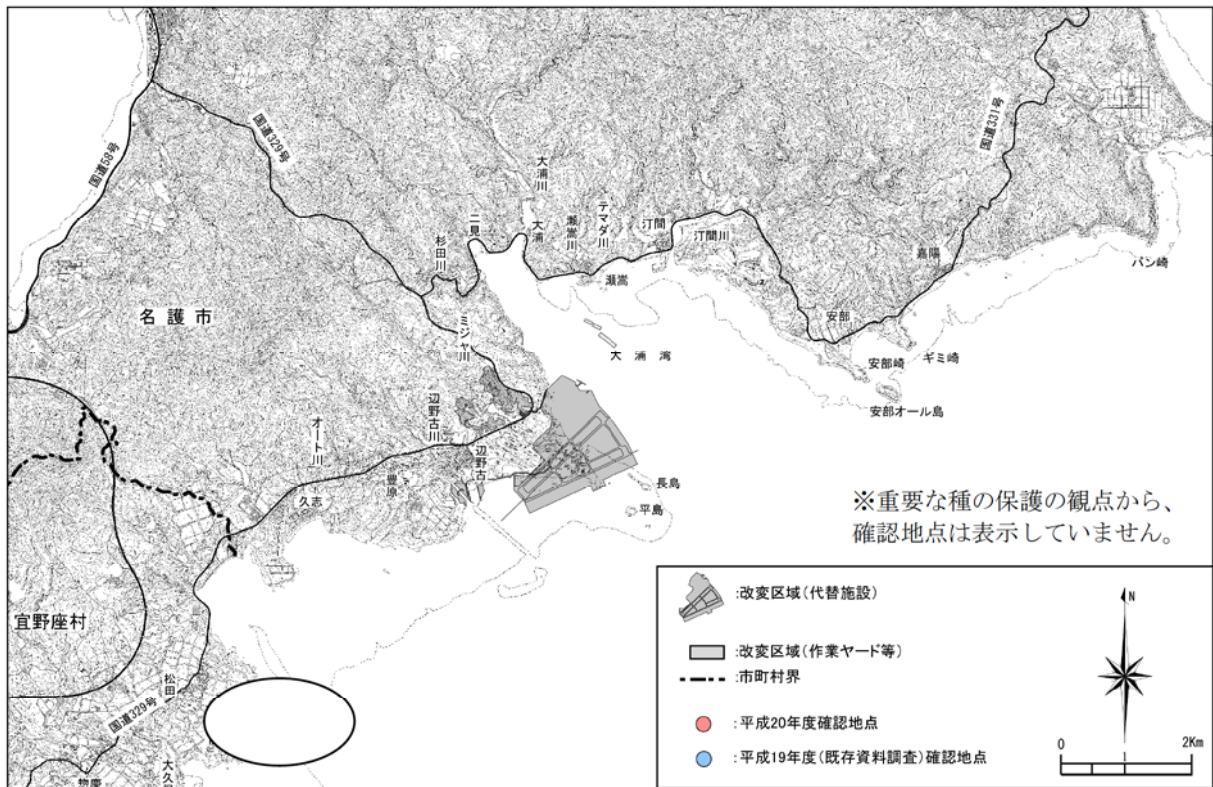 国道58号
国道329号
国道331号
大浦川
二見
大浦
瀬嵩川
テマダ川
汀間
汀間川
杉田川
瀬嵩
嘉陽
バン崎
名護市
ミジャ川
大浦湾
安部
安部崎
ギミ崎
安部オール島
辺野古川
オート川
辺野古
豊原
久志
長島
平島
※重要な種の保護の観点から、
確認地点は表示していません。
宜野座村
松田
国道329号
惣慶
:改変区域(代替施設)
:改変区域(作業ヤード等)
:市町村界
:平成20年度確認地点
:平成19年度(既存資料調査)確認地点
N
0 2Km